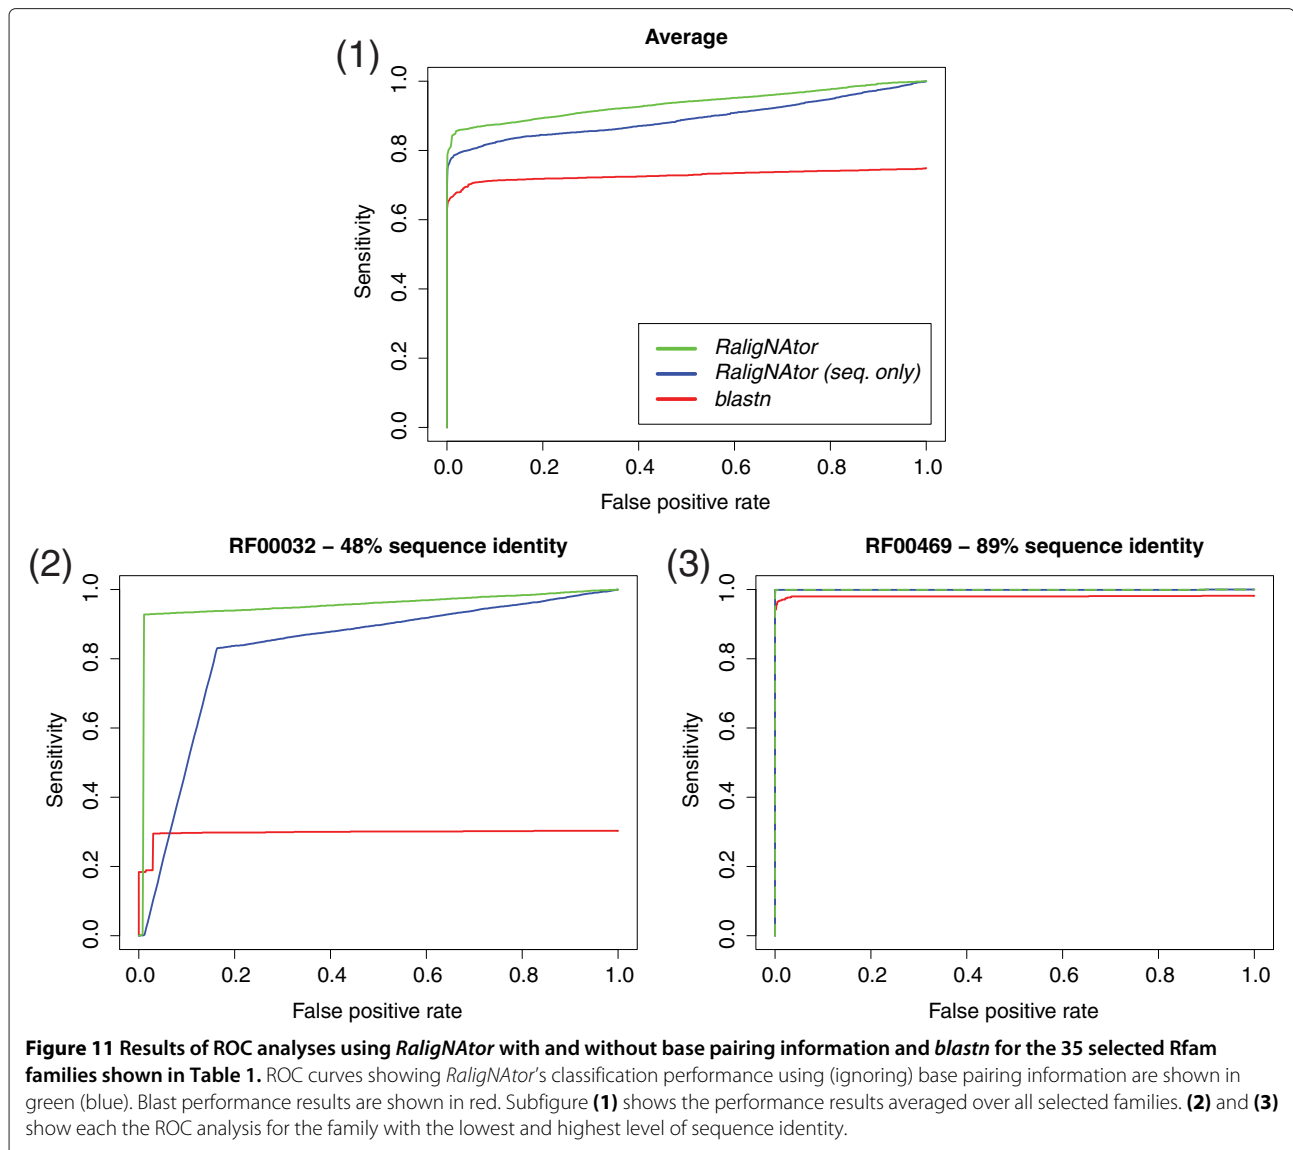 (1)
Average
Sensitivity
0.0 0.2 0.4 0.6 0.8 1.0
RaligNAtor
RaligNAtor (seq. only)
blastn
0.0 0.2 0.4 0.6 0.8 1.0
False positive rate
(2)
RF00032 – 48% sequence identity
Sensitivity
0.0 0.2 0.4 0.6 0.8 1.0
0.0 0.2 0.4 0.6 0.8 1.0
False positive rate
(3)
RF00469 – 89% sequence identity
Sensitivity
0.0 0.2 0.4 0.6 0.8 1.0
0.0 0.2 0.4 0.6 0.8 1.0
False positive rate
Figure 11 Results of ROC analyses using RaligNAtor with and without base pairing information and blastn for the 35 selected Rfam
families shown in Table 1. ROC curves showing RaligNAtor's classification performance using (ignoring) base pairing information are shown in
green (blue). Blast performance results are shown in red. Subfigure (1) shows the performance results averaged over all selected families. (2) and (3)
show each the ROC analysis for the family with the lowest and highest level of sequence identity.